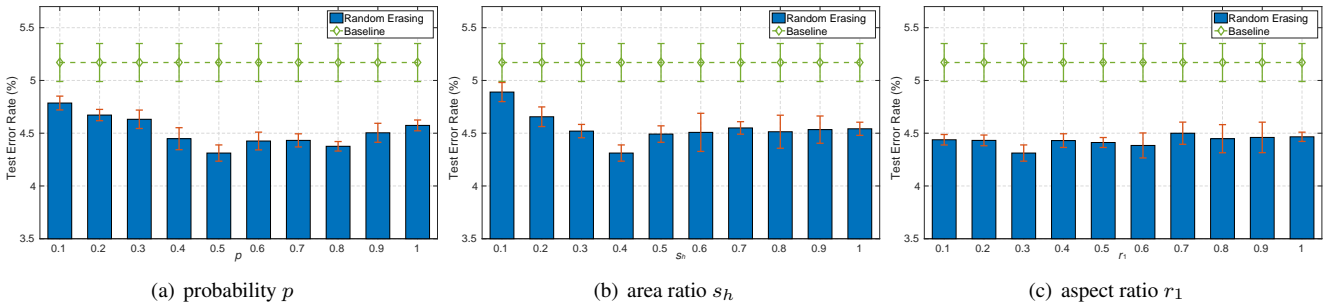 5.5
5
4.5
4
3.5
Test Error Rate (%)
Random Erasing
Baseline
0.1 0.2 0.3 0.4 0.5 0.6 0.7 0.8 0.9 1
p
(a) probability p
5.5
5
4.5
4
3.5
Test Error Rate (%)
Random Erasing
Baseline
0.1 0.2 0.3 0.4 0.5 0.6 0.7 0.8 0.9 1
sₕ
(b) area ratio sₕ
5.5
5
4.5
4
3.5
Test Error Rate (%)
Random Erasing
Baseline
0.1 0.2 0.3 0.4 0.5 0.6 0.7 0.8 0.9 1
r₁
(c) aspect ratio r₁